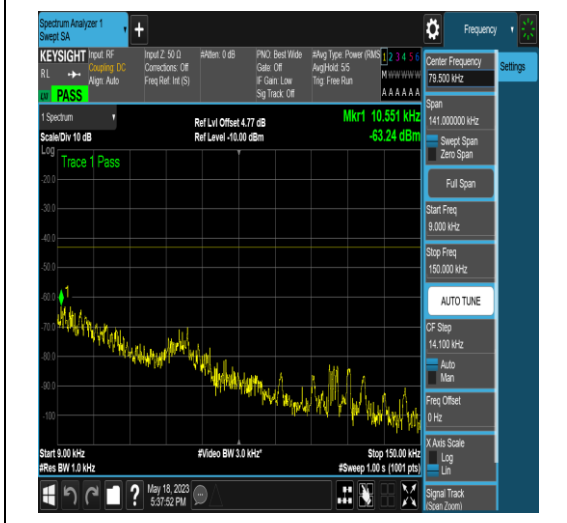 Spectrum Analyzer 1
Swept SA
+
Frequency
KEYSIGHT
RL
PASS
Input: RF
Coupling: DC
Align: Auto
Input Z: 50 Ω
Corrections: Off
Freq Ref: Int (S)
#Atten: 0 dB
PNO: Best Wide
Gate: Off
IF Gain: Low
Sig Track: Off
#Avg Type: Power (RMS
Avg|Hold: 5/5
Trig: Free Run
1 2 3 4 5 6
M W W W W W
A A A A A A
Settings
1 Spectrum
Scale/Div 10 dB
Ref Lvl Offset 4.77 dB
Ref Level -10.00 dBm
Mkr1 10.551 kHz
-63.24 dBm
Log
Trace 1 Pass
-20.0
-30.0
-40.0
-50.0
-60.0
-70.0
-80.0
-90.0
-100
1
Start 9.00 kHz
#Res BW 1.0 kHz
#Video BW 3.0 kHz*
Stop 150.00 kHz
#Sweep 1.00 s (1001 pts)
Center Frequency
79.500 kHz
Span
141.000000 kHz
Swept Span
Zero Span
Full Span
Start Freq
9.000 kHz
Stop Freq
150.000 kHz
AUTO TUNE
CF Step
14.100 kHz
Auto
Man
Freq Offset
0 Hz
X Axis Scale
Log
Lin
Signal Track
(Span Zoom)
?
May 18, 2023
5:37:52 PM